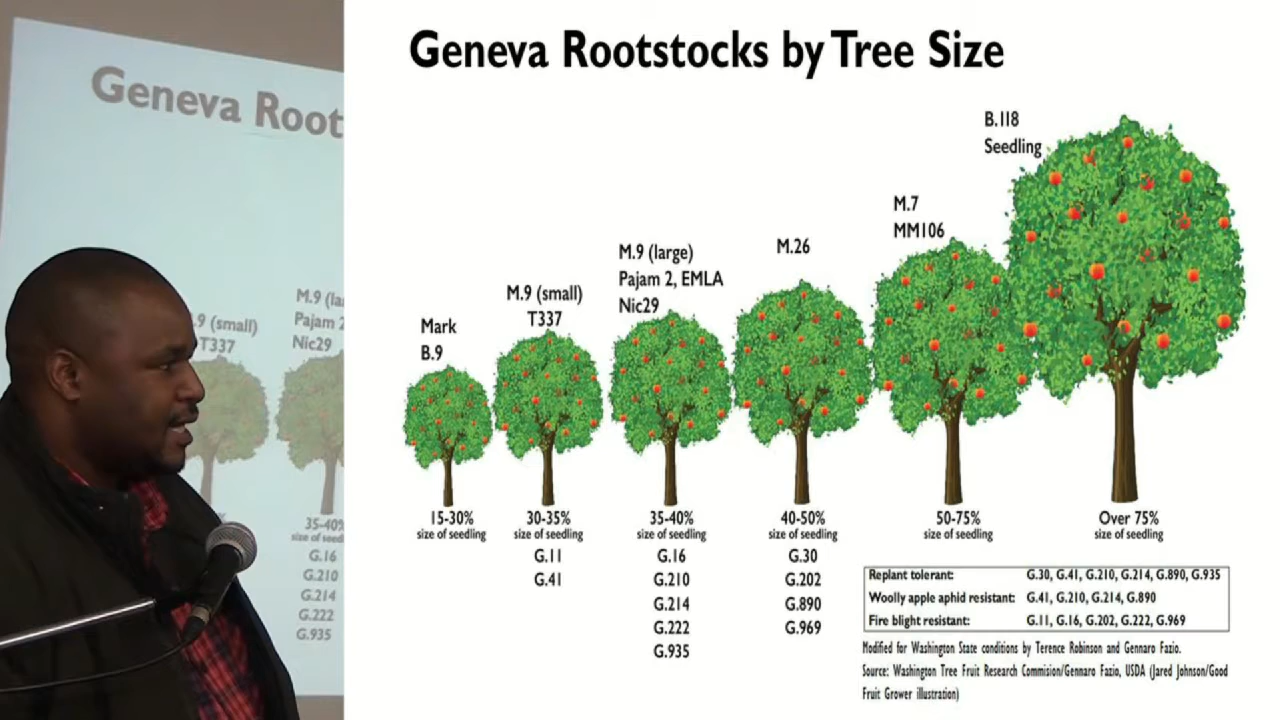 Geneva Rootstocks by Tree Size
B.118
Seedling
M.7
MM106
M.26
M.9 (large)
Pajam 2, EMLA
Nic29
M.9 (small)
T337
Mark
B.9
15-30%
size of seedling
30-35%
size of seedling
G.11
G.41
35-40%
size of seedling
G.16
G.210
G.214
G.222
G.935
40-50%
size of seedling
G.30
G.202
G.890
G.969
50-75%
size of seedling
Over 75%
size of seedling
Replant tolerant: G.30, G.41, G.210, G.214, G.890, G.935
Woolly apple aphid resistant: G.41, G.210, G.214, G.890
Fire blight resistant: G.11, G.16, G.202, G.222, G.969
Modified for Washington State conditions by Terence Robinson and Gennaro Fazio.
Source: Washington Tree Fruit Research Commision/Gennaro Fazio, USDA (Jared Johnson/Good
Fruit Grower illustration)
Geneva Root
M.9 (la
Pajam 2
Nic29
.9 (small)
T337
%
35-40%
size of seedl
G.16
G.210
G.214
G.222
G.935